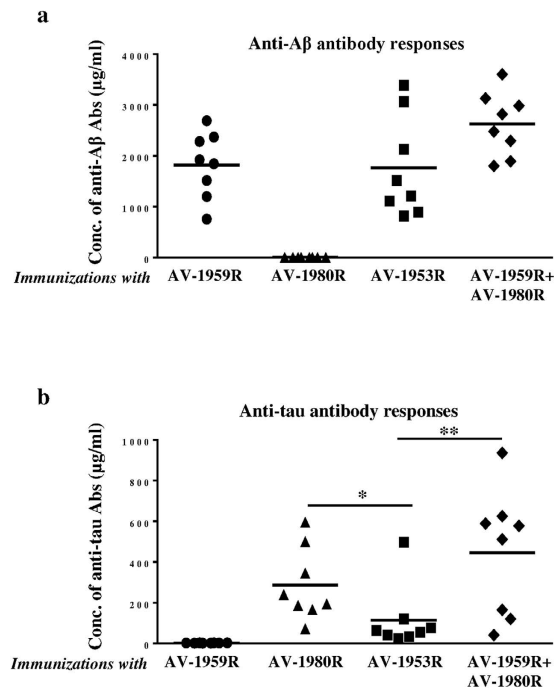 a
Anti-Aβ antibody responses
Conc. of anti-Aβ Abs (μg/ml)
4000
3000
2000
1000
0
Immunizations with AV-1959R AV-1980R AV-1953R AV-1959R+
AV-1980R
b
Anti-tau antibody responses
Conc. of anti-tau Abs (μg/ml)
1000
800
600
400
200
0
* **
Immunizations with AV-1959R AV-1980R AV-1953R AV-1959R+
AV-1980R